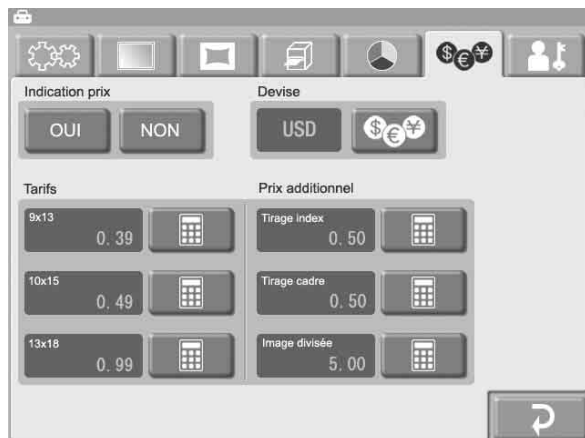 $€¥
Indication prix
Devise
OUI
NON
USD
$€¥
Tarifs
Prix additionnel
9x13
0.39
Tirage index
0.50
10x15
0.49
Tirage cadre
0.50
13x18
0.99
Image divisée
5.00